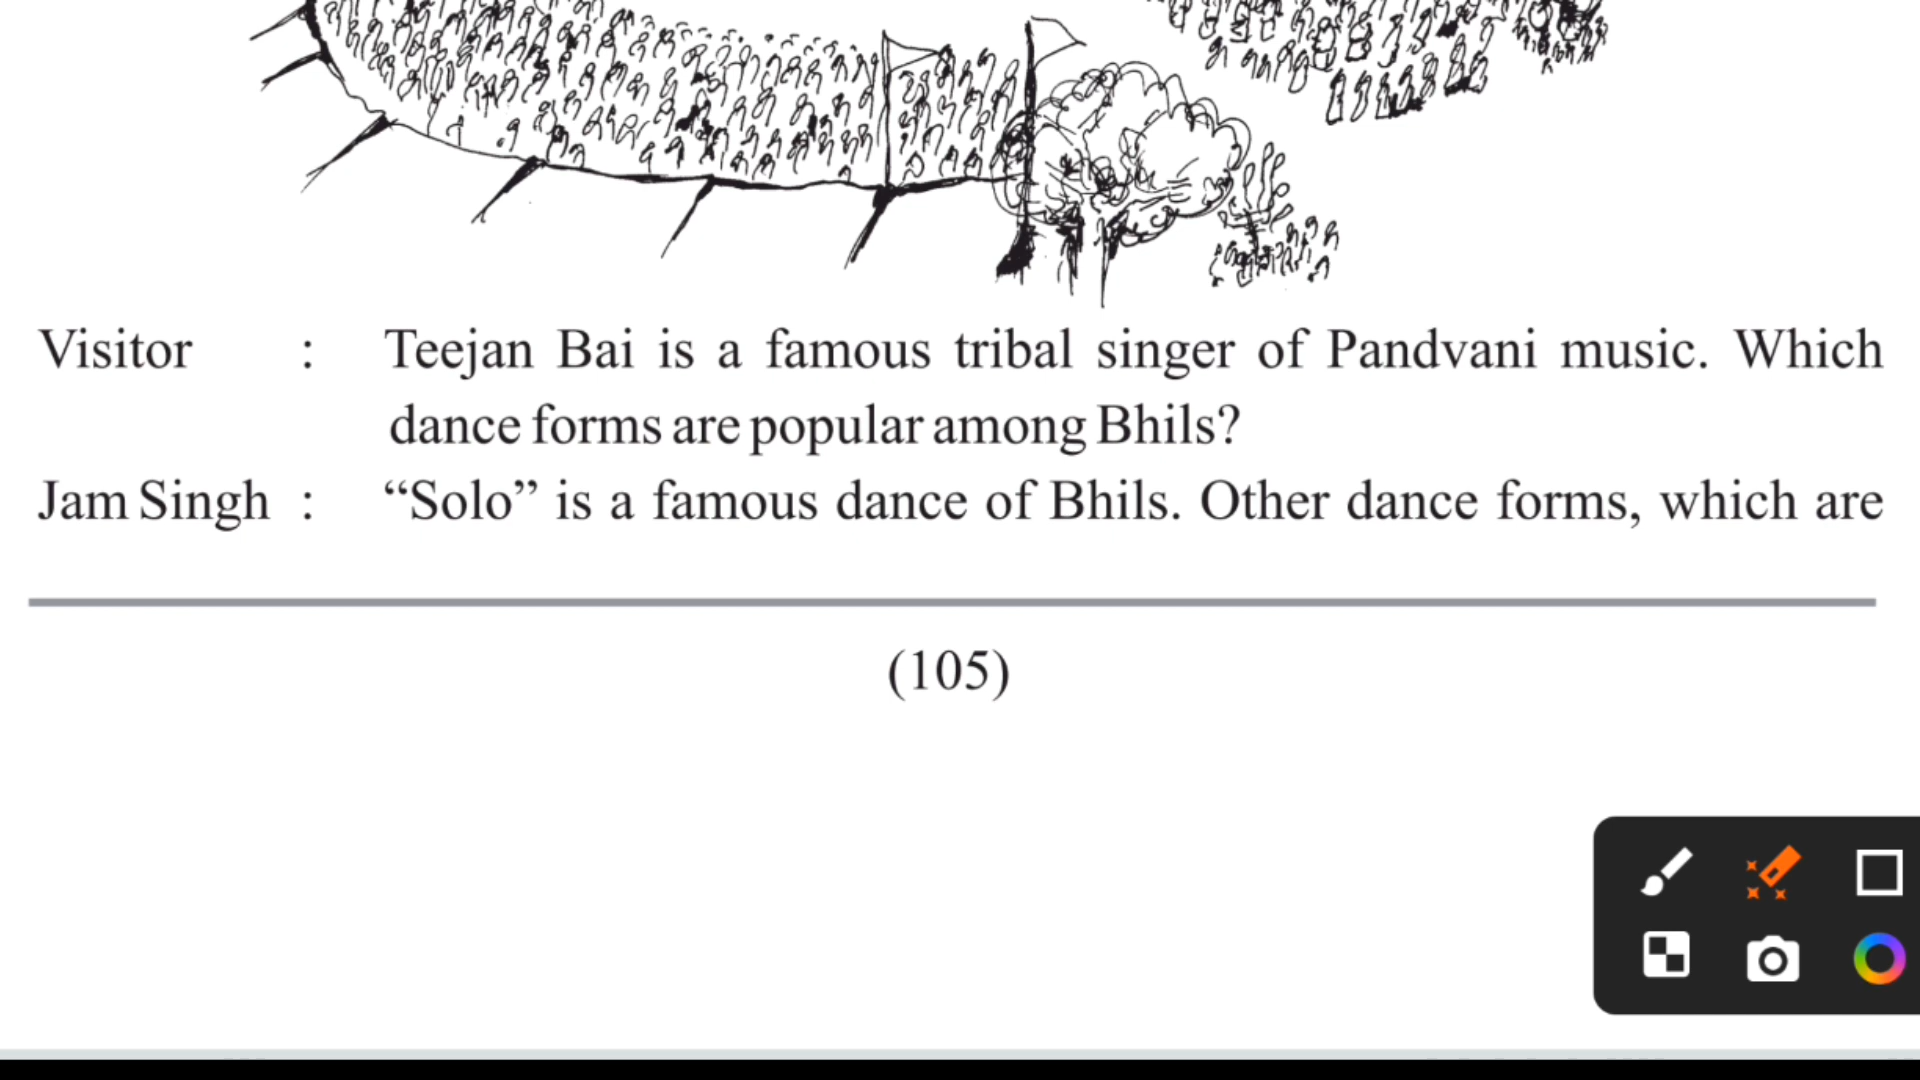 Visitor : Teejan Bai is a famous tribal singer of Pandvani music. Which
dance forms are popular among Bhils?
Jam Singh : “Solo” is a famous dance of Bhils. Other dance forms, which are
(105)